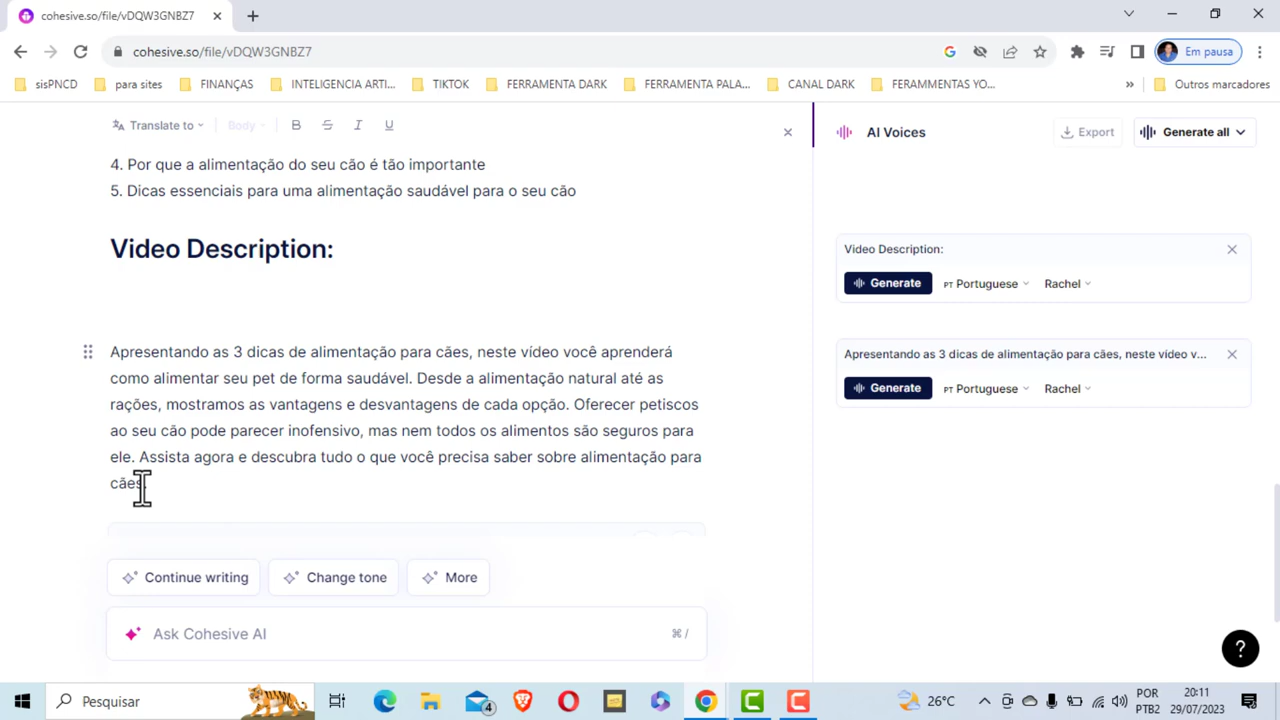 cohesive.so/file/vDQW3GNBZ7
cohesive.so/file/vDQW3GNBZ7
Em pausa
sisPNCD
para sites
FINANÇAS
INTELIGENCIA ARTI...
TIKTOK
FERRAMENTA DARK
FERRAMENTA PALA...
CANAL DARK
FERAMMENTAS YO...
»
Outros marcadores
Translate to
Body
B S I U
AI Voices
Export
Generate all
4. Por que a alimentação do seu cão é tão importante
5. Dicas essenciais para uma alimentação saudável para o seu cão
Video Description:
Apresentando as 3 dicas de alimentação para cães, neste vídeo você aprenderá
como alimentar seu pet de forma saudável. Desde a alimentação natural até as
rações, mostramos as vantagens e desvantagens de cada opção. Oferecer petiscos
ao seu cão pode parecer inofensivo, mas nem todos os alimentos são seguros para
ele. Assista agora e descubra tudo o que você precisa saber sobre alimentação para
cães.
Video Description:
Generate
PT Portuguese
Rachel
Apresentando as 3 dicas de alimentação para cães, neste vídeo v...
Generate
PT Portuguese
Rachel
Continue writing
Change tone
More
Ask Cohesive AI
⌘ /
?
Pesquisar
4
26°C
POR
PTB2
20:11
29/07/2023